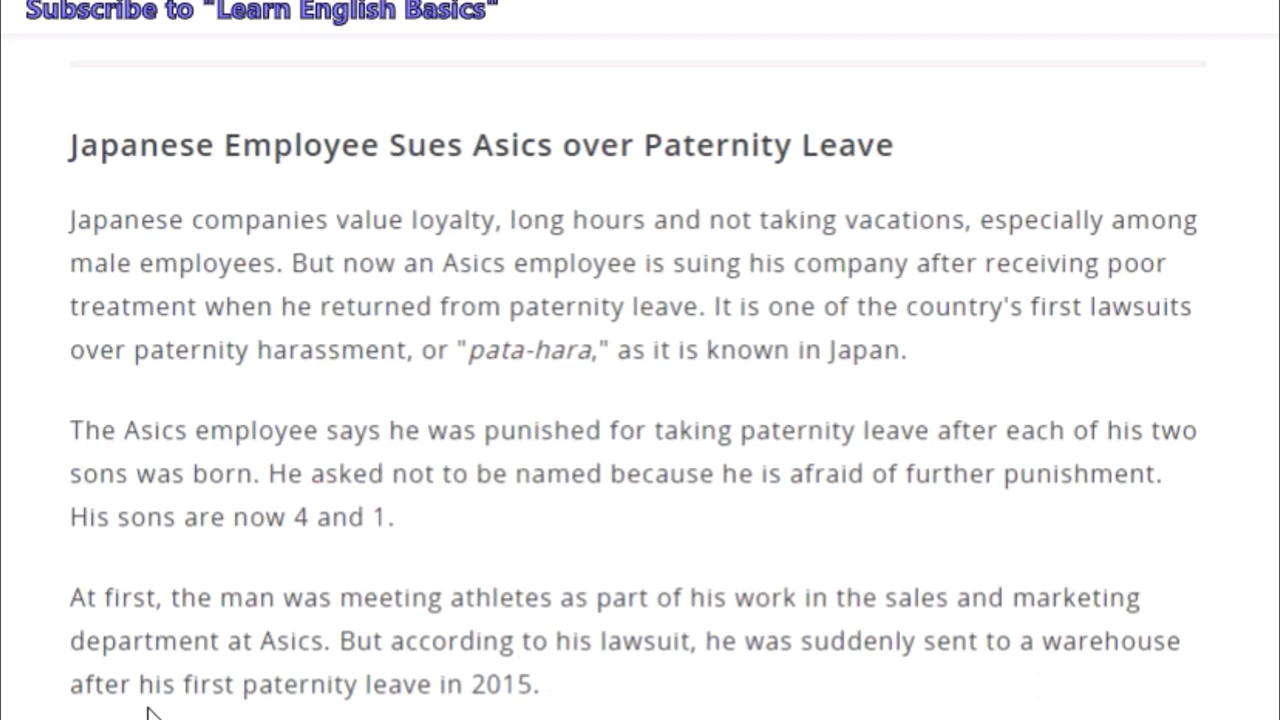 Subscribe to "Learn English Basics"
Japanese Employee Sues Asics over Paternity Leave
Japanese companies value loyalty, long hours and not taking vacations, especially among
male employees. But now an Asics employee is suing his company after receiving poor
treatment when he returned from paternity leave. It is one of the country's first lawsuits
over paternity harassment, or "pata-hara," as it is known in Japan.
The Asics employee says he was punished for taking paternity leave after each of his two
sons was born. He asked not to be named because he is afraid of further punishment.
His sons are now 4 and 1.
At first, the man was meeting athletes as part of his work in the sales and marketing
department at Asics. But according to his lawsuit, he was suddenly sent to a warehouse
after his first paternity leave in 2015.